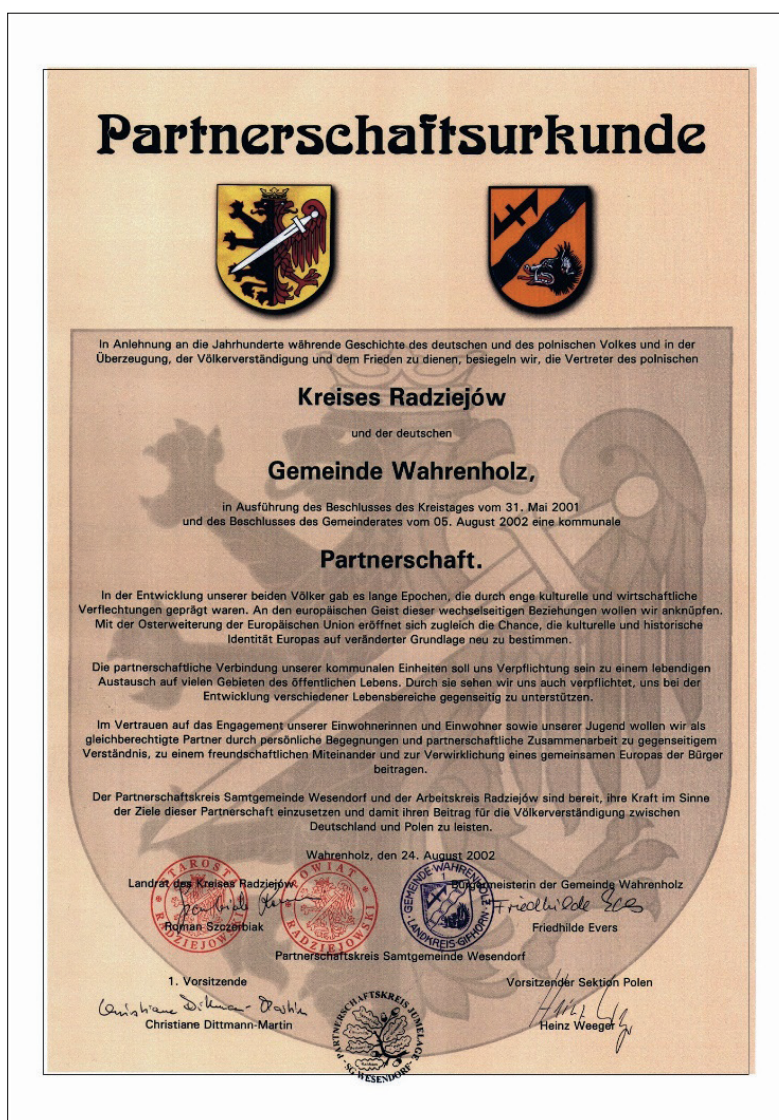 Partnerschaftsurkunde
In Anlehnung an die Jahrhunderte währende Geschichte des deutschen und des polnischen Volkes und in der
Überzeugung, der Völkerverständigung und dem Frieden zu dienen, besiegeln wir, die Vertreter des polnischen
Kreises Radziejów
und der deutschen
Gemeinde Wahrenholz,
in Ausführung des Beschlusses des Kreistages vom 31. Mai 2001
und des Beschlusses des Gemeinderates vom 05. August 2002 eine kommunale
Partnerschaft.
In der Entwicklung unserer beiden Völker gab es lange Epochen, die durch enge kulturelle und wirtschaftliche
Verflechtungen geprägt waren. An den europäischen Geist dieser wechselseitigen Beziehungen wollen wir anknüpfen.
Mit der Osterweiterung der Europäischen Union eröffnet sich zugleich die Chance, die kulturelle und historische
Identität Europas auf veränderter Grundlage neu zu bestimmen.
Die partnerschaftliche Verbindung unserer kommunalen Einheiten soll uns Verpflichtung sein zu einem lebendigen
Austausch auf vielen Gebieten des öffentlichen Lebens. Durch sie sehen wir uns auch verpflichtet, uns bei der
Entwicklung verschiedener Lebensbereiche gegenseitig zu unterstützen.
Im Vertrauen auf das Engagement unserer Einwohnerinnen und Einwohner sowie unserer Jugend wollen wir als
gleichberechtigte Partner durch persönliche Begegnungen und partnerschaftliche Zusammenarbeit zu gegenseitigem
Verständnis, zu einem freundschaftlichen Miteinander und zur Verwirklichung eines gemeinsamen Europas der Bürger
beitragen.
Der Partnerschaftskreis Samtgemeinde Wesendorf und der Arbeitskreis Radziejów sind bereit, ihre Kraft im Sinne
der Ziele dieser Partnerschaft einzusetzen und damit ihren Beitrag für die Völkerverständigung zwischen
Deutschland und Polen zu leisten.
Wahrenholz, den 24. August 2002
Landrat des Kreises Radziejów
Bürgermeisterin der Gemeinde Wahrenholz
STAROSTA RADZIEJOWSKI
POWIAT RADZIEJOWSKI
GEMEINDE WAHRENHOLZ
1
LANDKREIS GIFHORN
Friedhilde Evers
Roman Szczerbiak
Friedhilde Evers
Partnerschaftskreis Samtgemeinde Wesendorf
1. Vorsitzende
Vorsitzender Sektion Polen
Christiane Dittmann-Martin
Christiane Dittmann-Martin
Heinz Weeger
PARTNERSCHAFTSKREIS JUMELAGE
SG WESENDORF